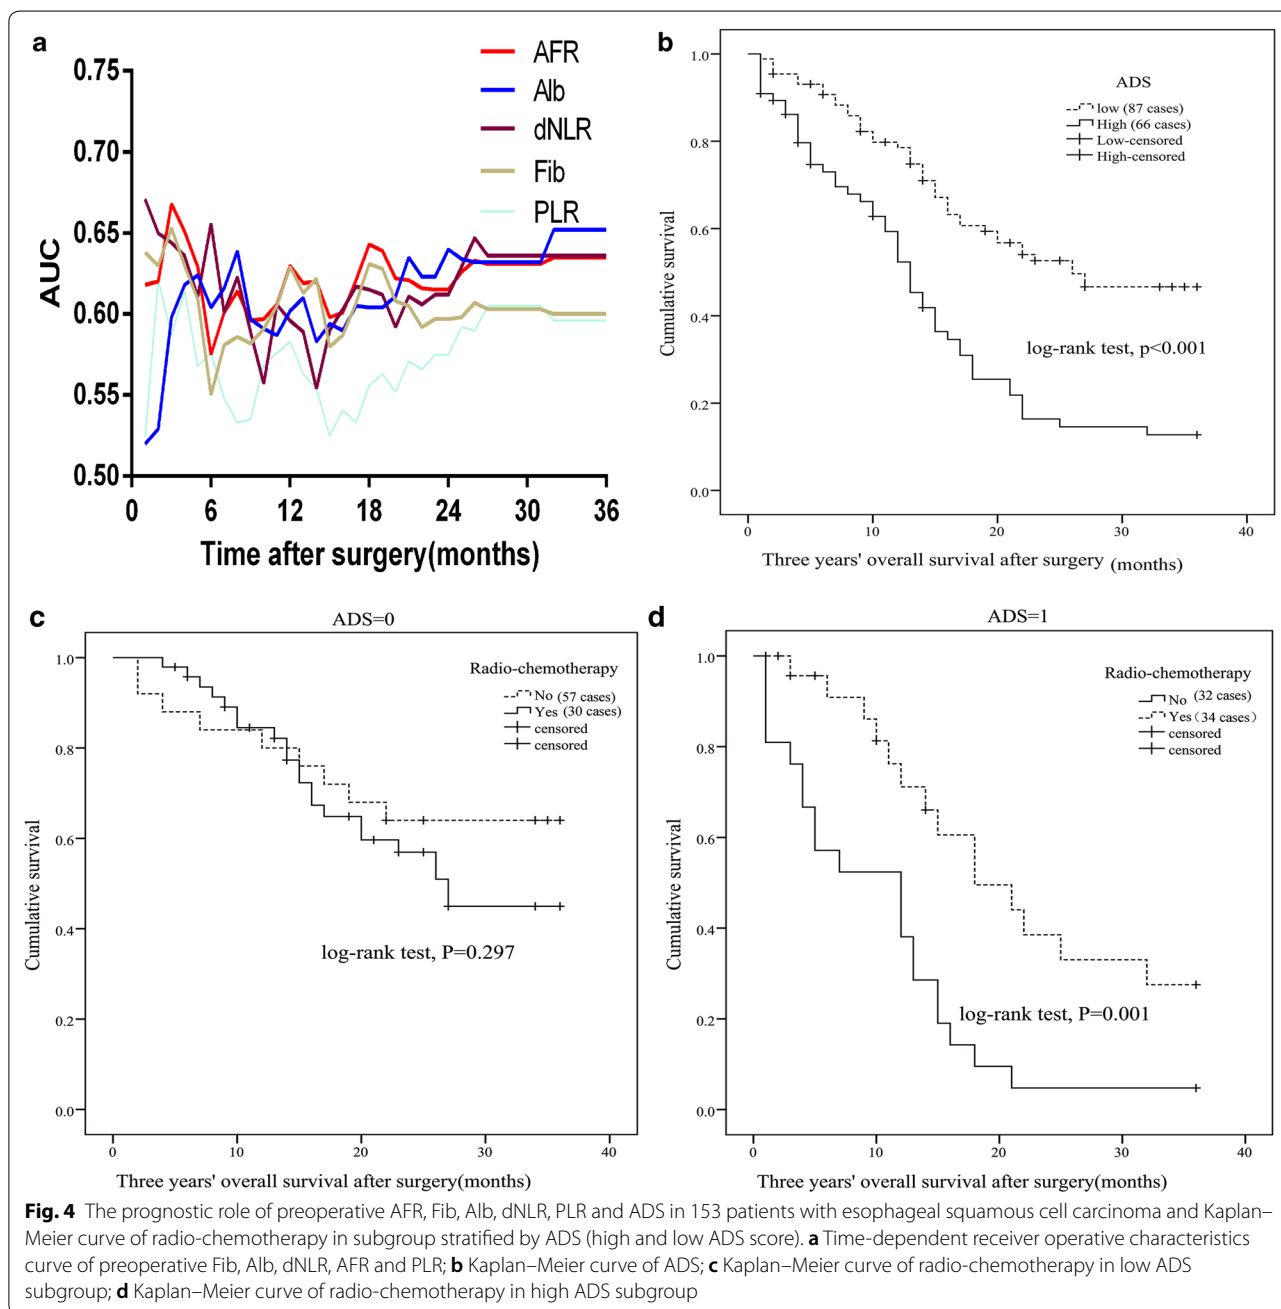 a
0.75
0.70
0.65
0.60
0.55
0.50
AUC
AFR
Alb
dNLR
Fib
PLR
0 6 12 18 24 30 36
Time after surgery(months)
b
1.0
0.8
0.6
0.4
0.2
0.0
Cumulative survival
ADS
low (87 cases)
High (66 cases)
Low-censored
High-censored
log-rank test, p<0.001
0 10 20 30 40
Three years' overall survival after surgery (months)
c
ADS=0
1.0
0.8
0.6
0.4
0.2
0.0
Cumulative survival
Radio-chemotherapy
No (57 cases)
Yes (30 cases)
censored
censored
log-rank test, P=0.297
0 10 20 30 40
Three years' overall survival after surgery(months)
d
ADS=1
1.0
0.8
0.6
0.4
0.2
0.0
Cumulative survival
Radio-chemotherapy
No (32 cases)
Yes (34 cases)
censored
censored
log-rank test, P=0.001
0 10 20 30 40
Three years' overall survival after surgery(months)
Fig. 4 The prognostic role of preoperative AFR, Fib, Alb, dNLR, PLR and ADS in 153 patients with esophageal squamous cell carcinoma and Kaplan–
Meier curve of radio-chemotherapy in subgroup stratified by ADS (high and low ADS score). a Time-dependent receiver operative characteristics
curve of preoperative Fib, Alb, dNLR, AFR and PLR; b Kaplan–Meier curve of ADS; c Kaplan–Meier curve of radio-chemotherapy in low ADS
subgroup; d Kaplan–Meier curve of radio-chemotherapy in high ADS subgroup